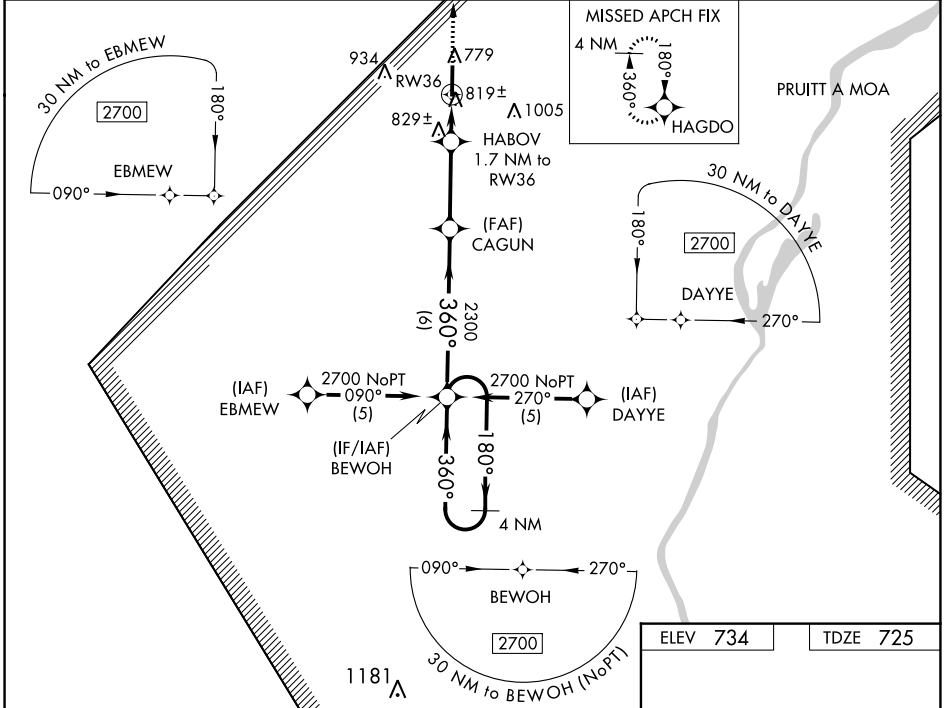 30 NM to EBMEW
2700
180°
EBMEW
090°
934
RW36
779
819±
829±
1005
HABOV
1.7 NM to
RW36
MISSED APCH FIX
4 NM
180°
360°
HAGDO
PRUITT A MOA
(FAF)
CAGUN
30 NM to DAYYE
180°
2700
DAYYE
270°
2300
360°
(6)
(IAF)
EBMEW
2700 NoPT
090°
(5)
2700 NoPT
270°
(5)
(IAF)
DAYYE
(IF/IAF)
BEWOH
360°
180°
4 NM
090°
270°
BEWOH
2700
30 NM to BEWOH (NoPT)
1181
ELEV 734
TDZE 725